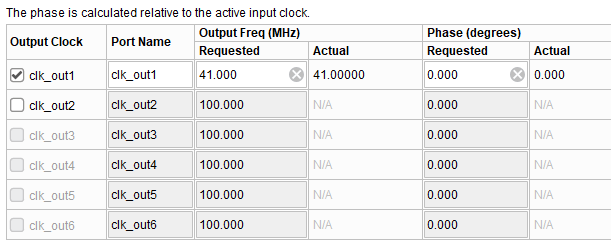 The phase is calculated relative to the active input clock.
Output Clock Port Name Output Freq (MHz) Phase (degrees)
Requested Actual Requested Actual
clk_out1 clk_out1 41.000 41.00000 0.000 0.000
clk_out2 clk_out2 100.000 N/A 0.000 N/A
clk_out3 clk_out3 100.000 N/A 0.000 N/A
clk_out4 clk_out4 100.000 N/A 0.000 N/A
clk_out5 clk_out5 100.000 N/A 0.000 N/A
clk_out6 clk_out6 100.000 N/A 0.000 N/A